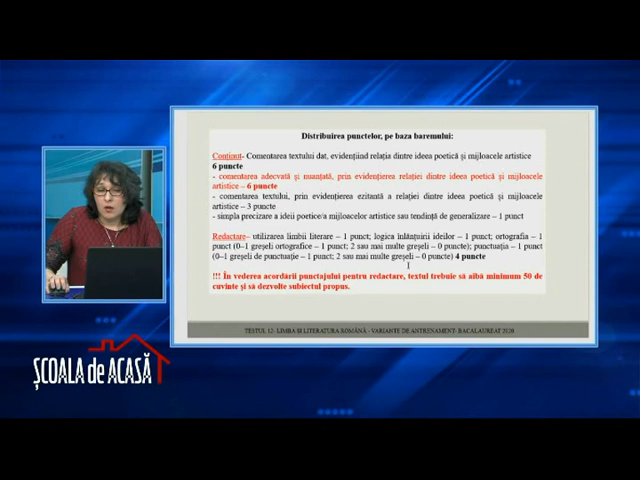 Distribuirea punctelor, pe baza baremului:
Conținut- Comentarea textului dat, evidențiind relația dintre ideea poetică și mijloacele artistice
6 puncte
- comentarea adecvată și nuanțată, prin evidențierea relației dintre ideea poetică și mijloacele
artistice – 6 puncte
- comentarea textului, prin evidențierea ezitantă a relației dintre ideea poetică și mijloacele
artistice – 3 puncte
- simpla precizare a ideii poetice/a mijloacelor artistice sau tendință de generalizare – 1 punct
Redactare– utilizarea limbii literare – 1 punct; logica înlănțuirii ideilor – 1 punct; ortografia – 1
punct (0–1 greșeli ortografice – 1 punct; 2 sau mai multe greșeli – 0 puncte); punctuația – 1 punct
(0–1 greșeli de punctuație – 1 punct; 2 sau mai multe greșeli – 0 puncte) 4 puncte
!!! În vederea acordării punctajului pentru redactare, textul trebuie să aibă minimum 50 de
cuvinte și să dezvolte subiectul propus.
TESTUL 12- LIMBA ȘI LITERATURA ROMÂNĂ - VARIANTE DE ANTRENAMENT- BACALAUREAT 2020
ȘCOALA de ACASĂ